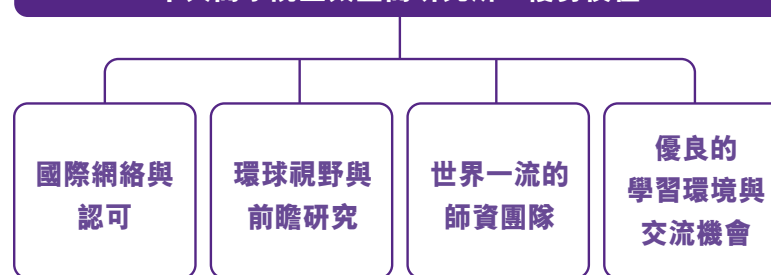 國際網絡與
認可
環球視野與
前瞻研究
世界一流的
師資團隊
優良的
學習環境與
交流機會